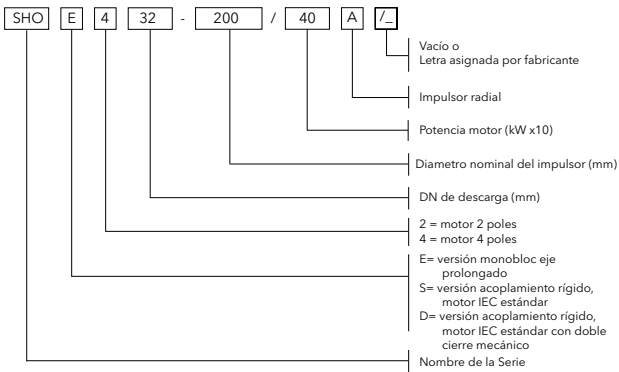 SHO E 4 32 - 200 / 40 A /_
Vacío o
Letra asignada por fabricante
Impulsor radial
Potencia motor (kW x10)
Diametro nominal del impulsor (mm)
DN de descarga (mm)
2 = motor 2 poles
4 = motor 4 poles
E= versión monobloc eje
prolongado
S= versión acoplamiento rígido,
motor IEC estándar
D= versión acoplamiento rígido,
motor IEC estándar con doble
cierre mecánico
Nombre de la Serie